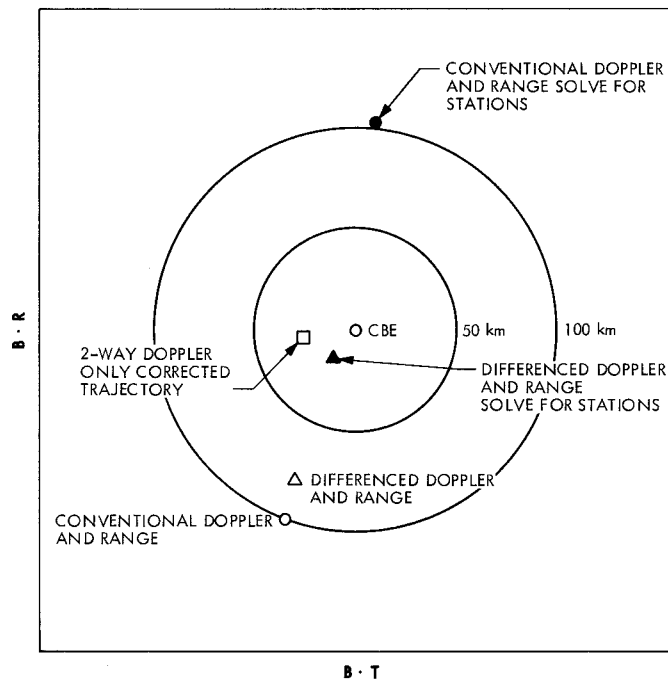 CONVENTIONAL DOPPLER
AND RANGE SOLVE FOR
STATIONS
CBE
50 km
100 km
2-WAY DOPPLER
ONLY CORRECTED
TRAJECTORY
DIFFERENCED DOPPLER
AND RANGE
SOLVE FOR STATIONS
DIFFERENCED DOPPLER
AND RANGE
CONVENTIONAL DOPPLER
AND RANGE
B · R
B · T